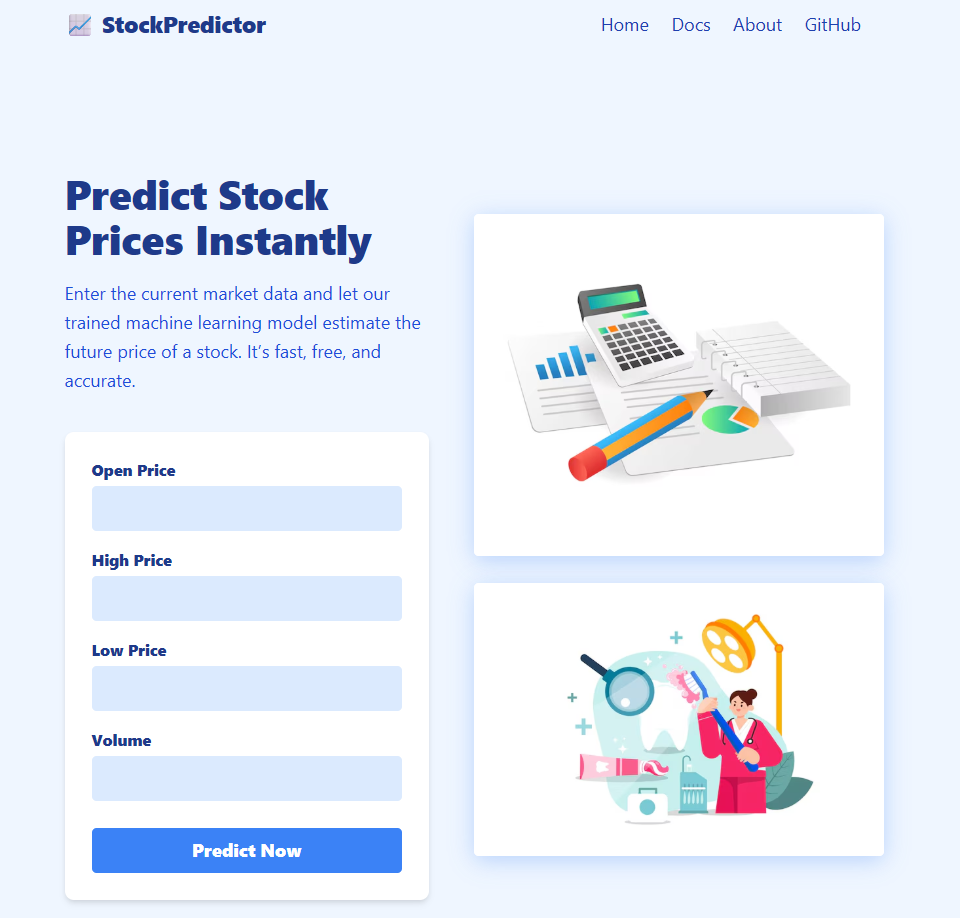 StockPredictor
Home Docs About GitHub
Predict Stock
Prices Instantly
Enter the current market data and let our
trained machine learning model estimate the
future price of a stock. It’s fast, free, and
accurate.
Open Price
High Price
Low Price
Volume
Predict Now